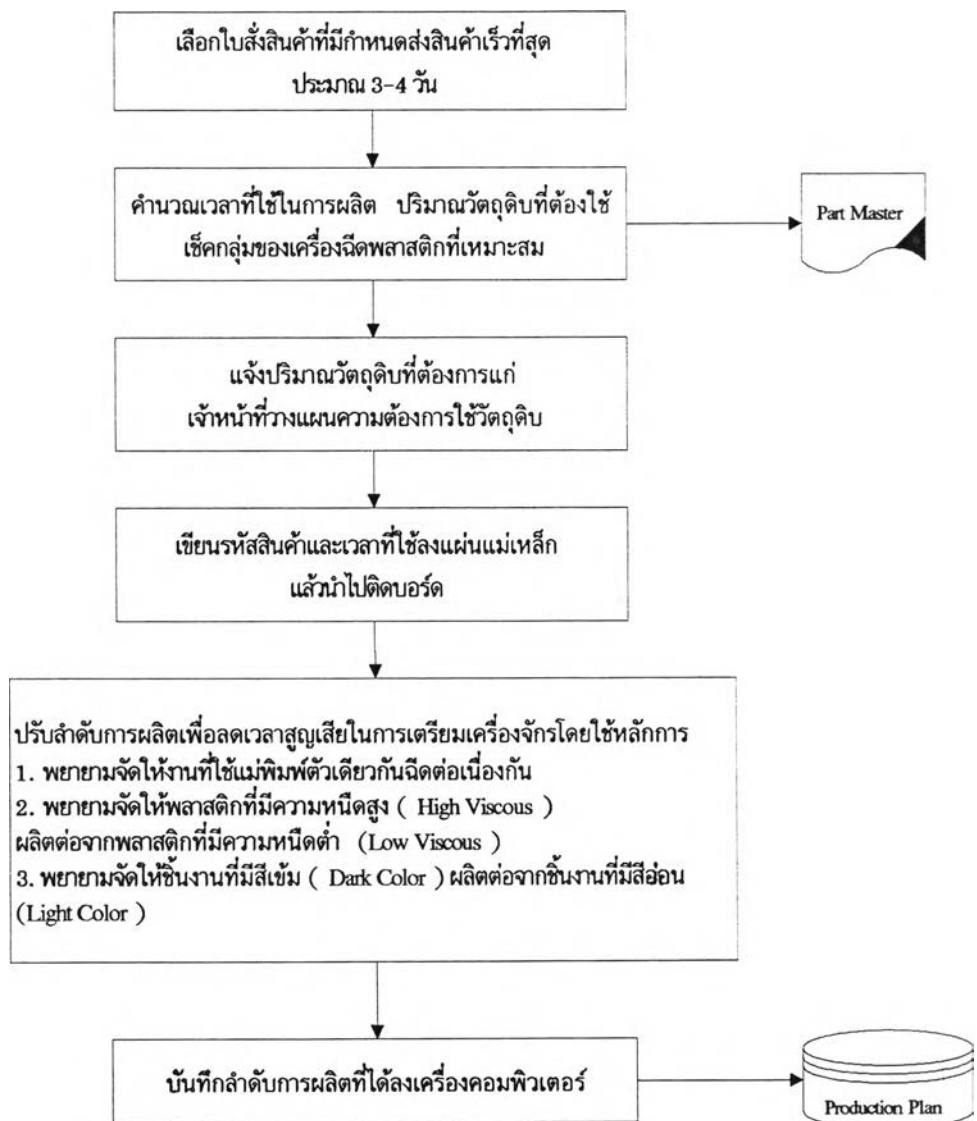 เลือกใบสั่งสินค้าที่มีกำหนดส่งสินค้าเร็วที่สุด
ประมาณ 3-4 วัน
คำนวณเวลาที่ใช้ในการผลิต ปริมาณวัตถุดิบที่ต้องใช้
เช็คกลุ่มของเครื่องฉีดพลาสติกที่เหมาะสม
Part Master
แจ้งปริมาณวัตถุดิบที่ต้องการแก่
เจ้าหน้าที่วางแผนความต้องการใช้วัตถุดิบ
เขียนรหัสสินค้าและเวลาที่ใช้ลงแผ่นแม่เหล็ก
แล้วนำไปติดบอร์ด
ปรับลำดับการผลิตเพื่อลดเวลาสูญเสียในการเตรียมเครื่องจักรโดยใช้หลักการ
1. พยายามจัดให้งานที่ใช้แม่พิมพ์ตัวเดียวกันฉีดต่อเนื่องกัน
2. พยายามจัดให้พลาสติกที่มีความหนืดสูง ( High Viscous )
ผลิตต่อจากพลาสติกที่มีความหนืดต่ำ (Low Viscous )
3. พยายามจัดให้ชิ้นงานที่มีสีเข้ม ( Dark Color ) ผลิตต่อจากชิ้นงานที่มีสีอ่อน
(Light Color )
บันทึกลำดับการผลิตที่ได้ลงเครื่องคอมพิวเตอร์
Production Plan